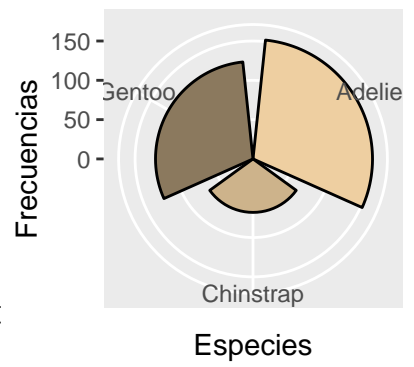 Frecuencias
150
100
50
0
Gentoo
Adelie
Chinstrap
Especies